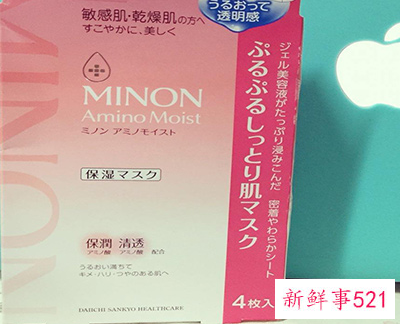 敏感肌・乾燥肌の方へ
すこやかに、美しく
MINON
Amino Moist
ミノン アミノモイスト
保湿マスク
保潤 清透
アミノ酸 アミノ酸 配合
うるおい満ちて
キメ・ハリ・つやのある肌へ
DAIICHI SANKYO HEALTHCARE
MINON
うるおって
透明感
ジェル美容液がたっぷり浸みこんだ 密着やわらかシート
ぷるぷるしっとり肌マスク
4枚入
新鲜事521